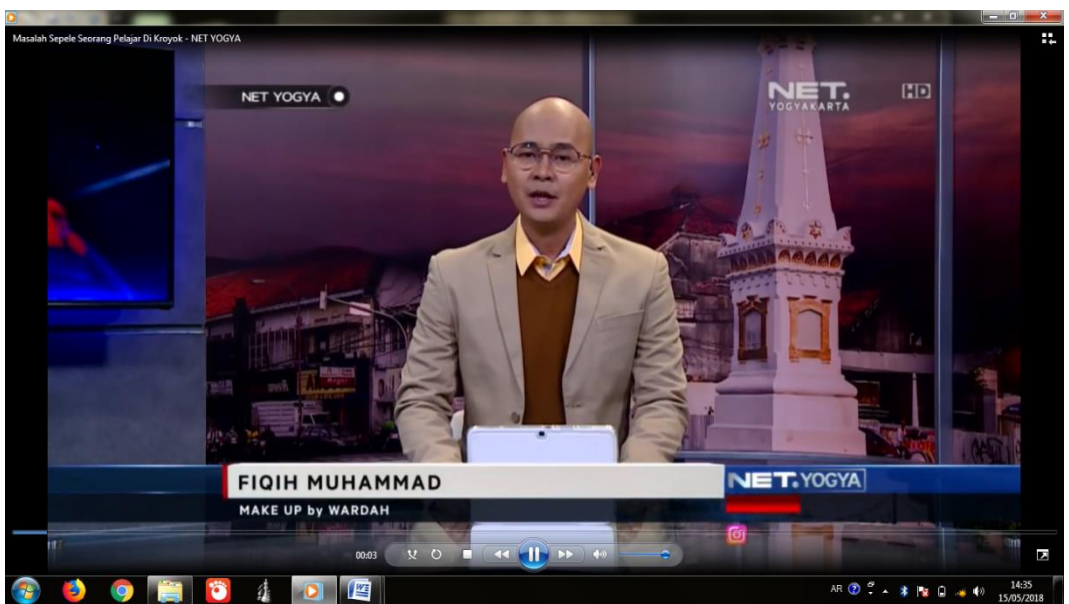 Masalah Sepele Seorang Pelajar Di Kroyok - NET YOGYA
NET YOGYA
NET.
YOGYAKARTA
HD
FIQIH MUHAMMAD
NET.YOGYA
MAKE UP by WARDAH
00:03
AR
14:35
15/05/2018